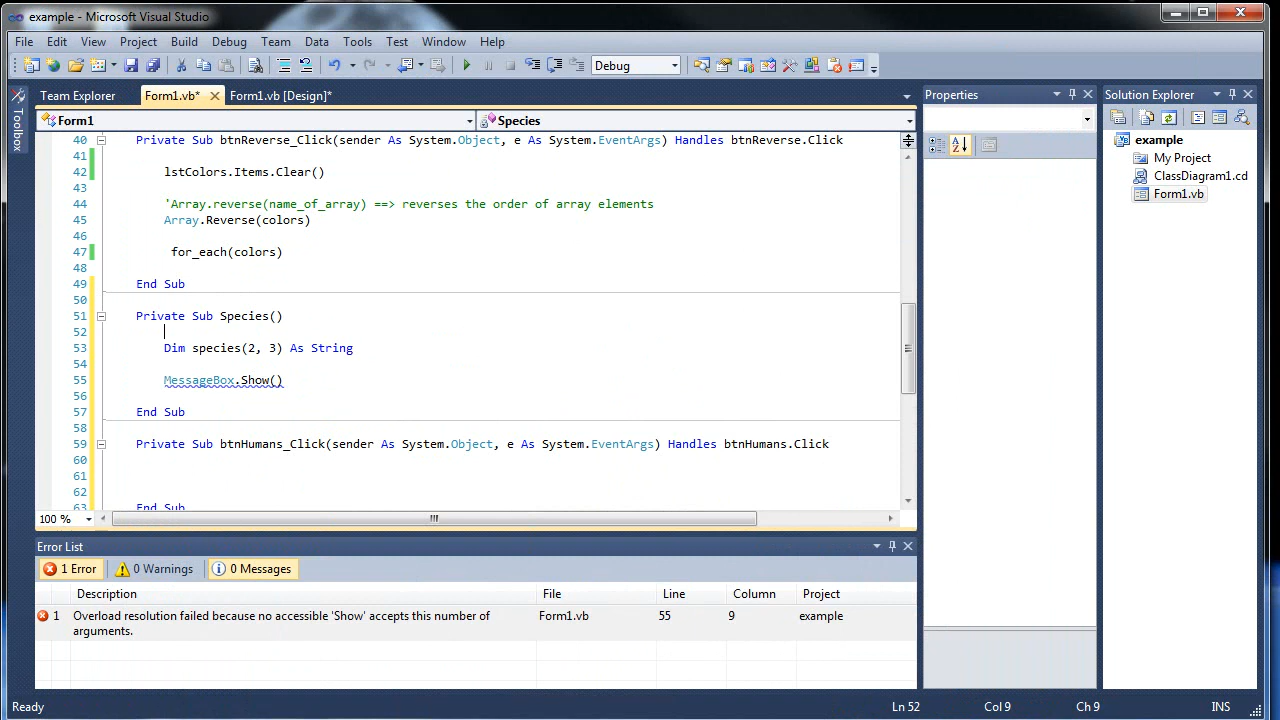 example - Microsoft Visual Studio
File Edit View Project Build Debug Team Data Tools Test Window Help
Debug
Toolbox
Team Explorer Form1.vb* Form1.vb [Design]*
Form1 Species
40 Private Sub btnReverse_Click(sender As System.Object, e As System.EventArgs) Handles btnReverse.Click
41
42 lstColors.Items.Clear()
43
44 'Array.reverse(name_of_array) ==> reverses the order of array elements
45 Array.Reverse(colors)
46
47 for_each(colors)
48
49 End Sub
50
51 Private Sub Species()
52
53 Dim species(2, 3) As String
54
55 MessageBox.Show()
56
57 End Sub
58
59 Private Sub btnHumans_Click(sender As System.Object, e As System.EventArgs) Handles btnHumans.Click
60
61
62
63 End Sub
100 %
Error List
1 Error 0 Warnings 0 Messages
Description File Line Column Project
1 Overload resolution failed because no accessible 'Show' accepts this number of arguments. Form1.vb 55 9 example
Properties
Solution Explorer
example
My Project
ClassDiagram1.cd
Form1.vb
Ready Ln 52 Col 9 Ch 9 INS